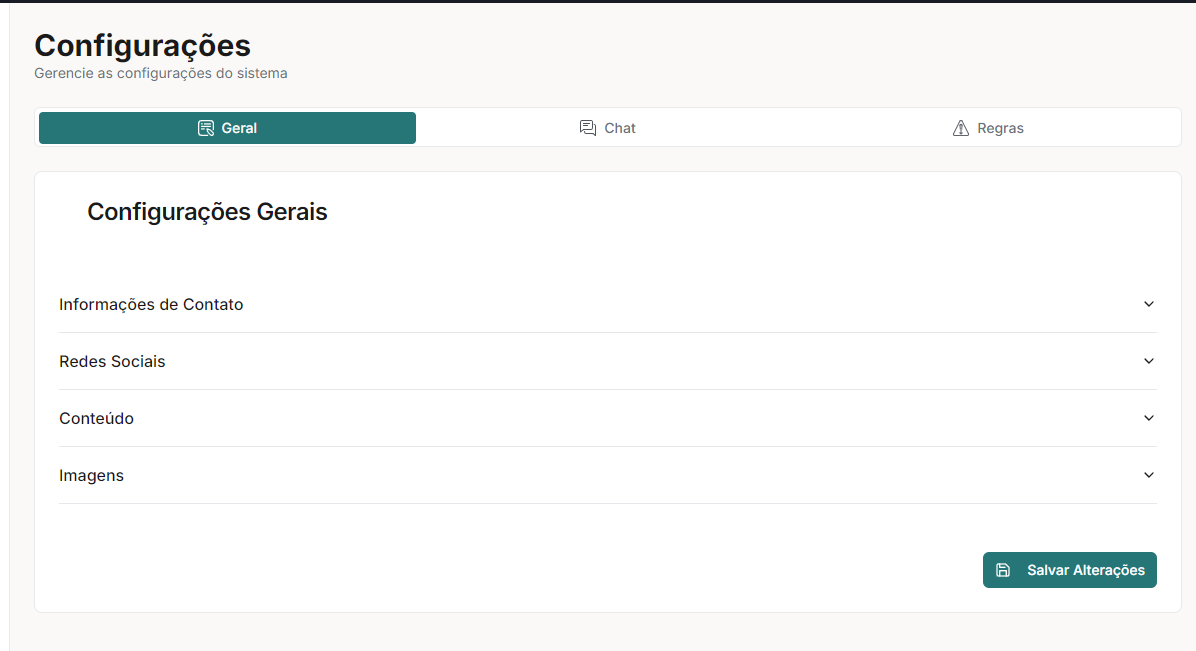 Configurações
Gerencie as configurações do sistema
Geral
Chat
Regras
Configurações Gerais
Informações de Contato
Redes Sociais
Conteúdo
Imagens
Salvar Alterações